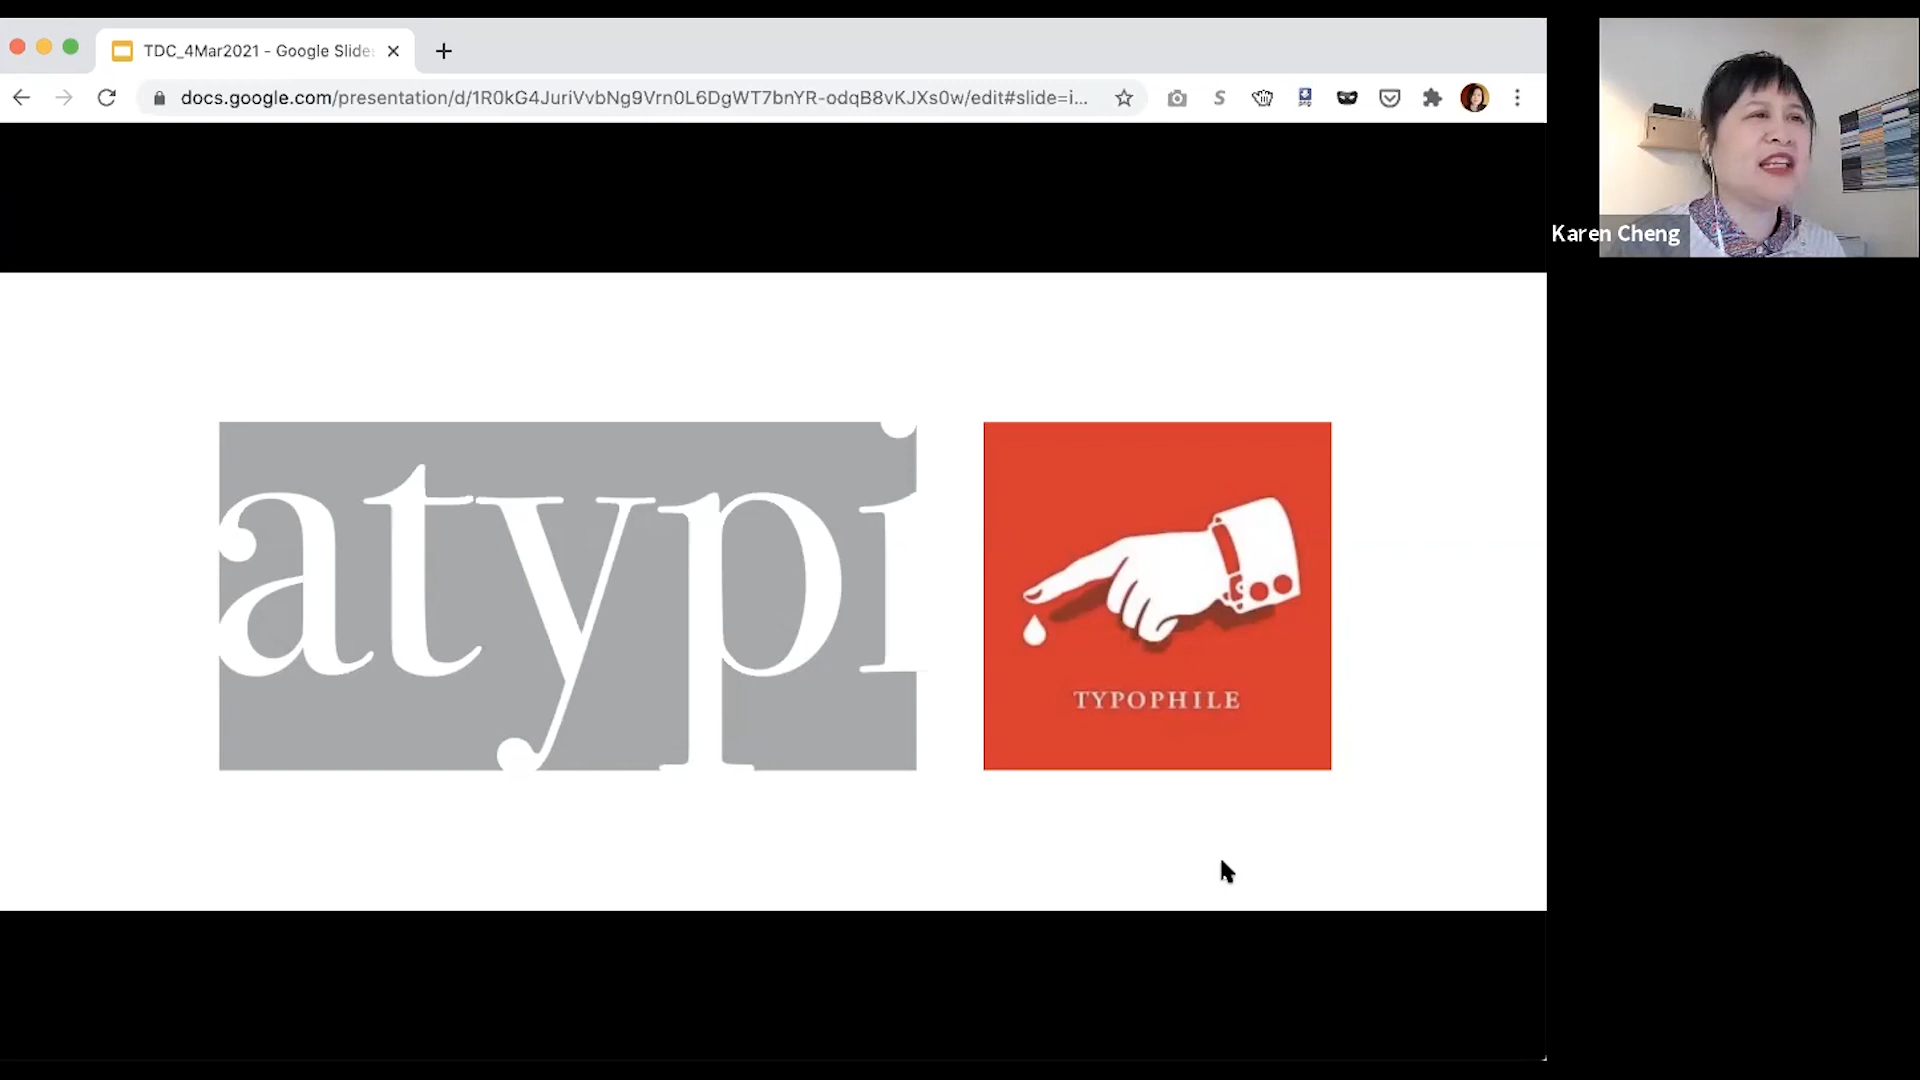 TDC_4Mar2021 - Google Slide
docs.google.com/presentation/d/1R0kG4JuriVvbNg9Vrn0L6DgWT7bnYR-odqB8vKJXs0w/edit#slide=i...
Karen Cheng
atypi
TYPOPHILE